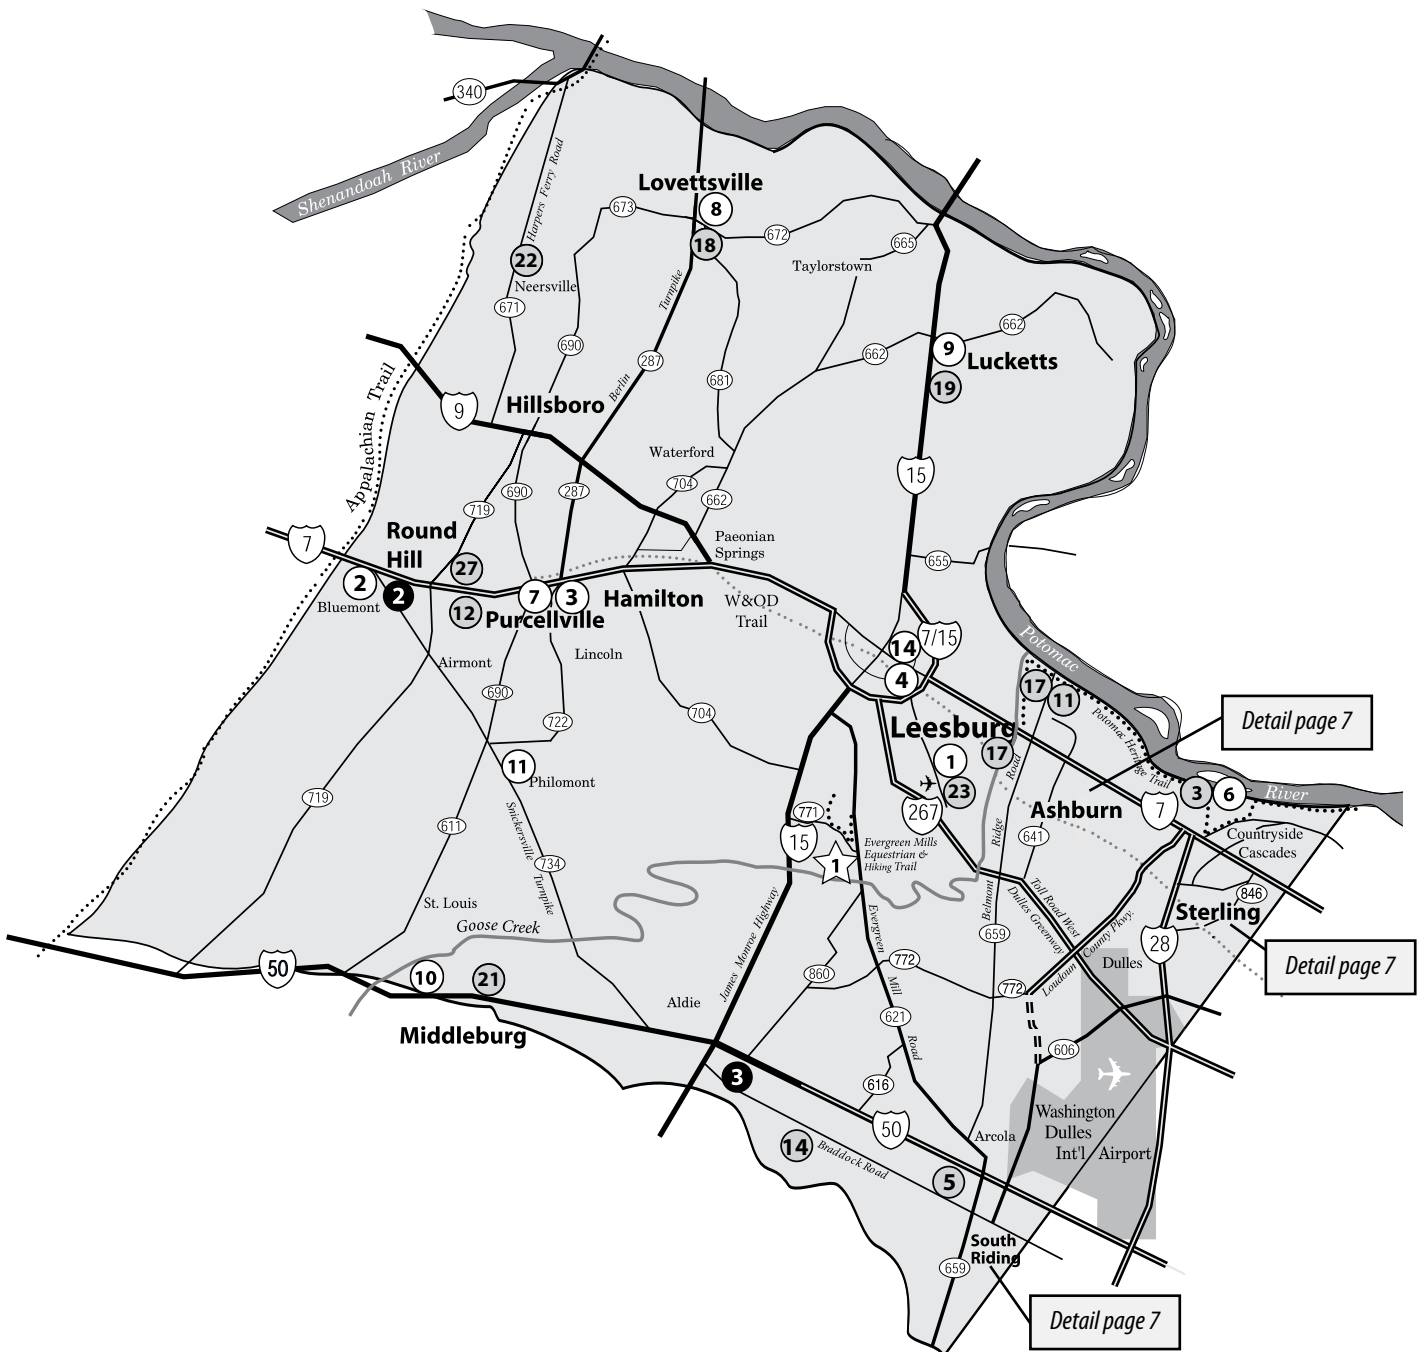 340
Shenandoah River
Harpers Ferry Road
Lovettsville
8
673
672
18
665
22
Neersville
Taylorstown
Turnpike
671
690
662
9
Lucketts
662
287
19
681
Berlin
Appalachian Trail
9
Hillsboro
Waterford
15
704
690
287
662
719
Round
Hill
7
Paeonian
Springs
655
27
2
Bluemont
2
12
7
3
Purcellville
Hamilton
W&OD
Trail
14
7/15
4
Potomac
Airmont
Lincoln
690
722
704
17
11
Potomac Heritage Trail
Detail page 7
Leesburg
17
1
23
Road
11
Philomont
719
611
Snickersville
734
Turnpike
771
15
1
Evergreen Mills
Equestrian &
Hiking Trail
267
Ashburn
Ridge
641
7
3
6
River
Countryside
Cascades
846
Sterling
St. Louis
Goose Creek
James Monroe Highway
Evergreen
Belmont
659
Toll Road West
Dulles Greenway
Loudoun County Pkwy.
28
Dulles
Detail page 7
50
10
21
Middleburg
Aldie
860
772
772
Mill
621
Road
606
3
616
50
14
Braddock Road
Arcola
Washington
Dulles
Int'l Airport
5
South
Riding
659
Detail page 7